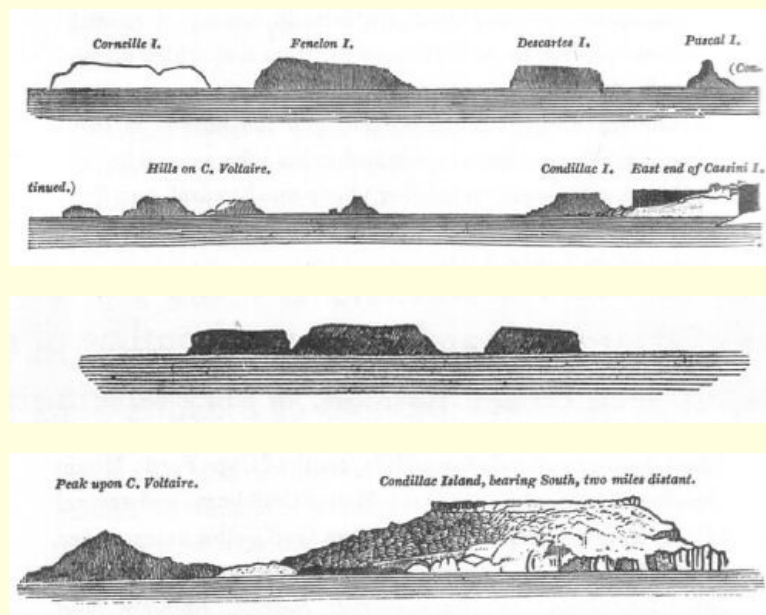 Corneille I. Fenelon I. Descartes I. Pascal I.
(Con-
Hills on C. Voltaire. Condillac I. East end of Cassini I.
tinued.)
Peak upon C. Voltaire. Condillac Island, bearing South, two miles distant.